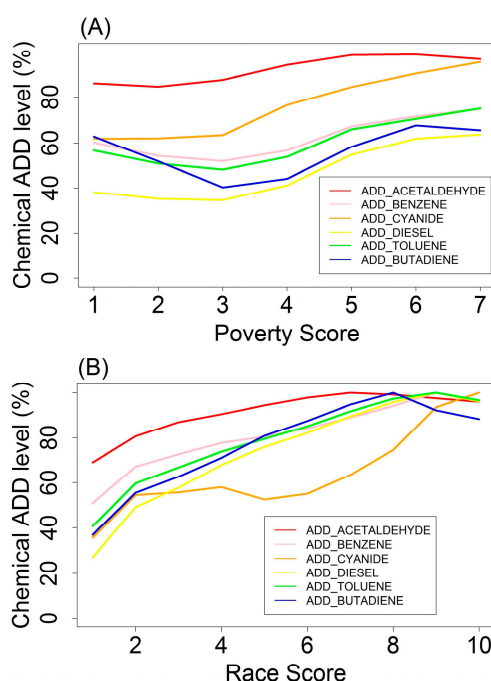 (A)
Chemical ADD level (%)
80
60
40
20
0
ADD_ACETALDEHYDE
ADD_BENZENE
ADD_CYANIDE
ADD_DIESEL
ADD_TOLUENE
ADD_BUTADIENE
1 2 3 4 5 6 7
Poverty Score
(B)
Chemical ADD level (%)
80
60
40
20
0
ADD_ACETALDEHYDE
ADD_BENZENE
ADD_CYANIDE
ADD_DIESEL
ADD_TOLUENE
ADD_BUTADIENE
2 4 6 8 10
Race Score